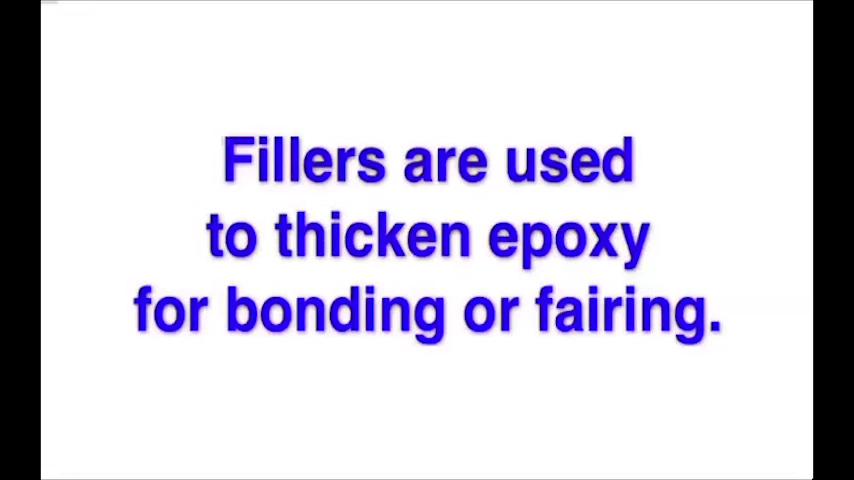 Fillers are used
to thicken epoxy
for bonding or fairing.